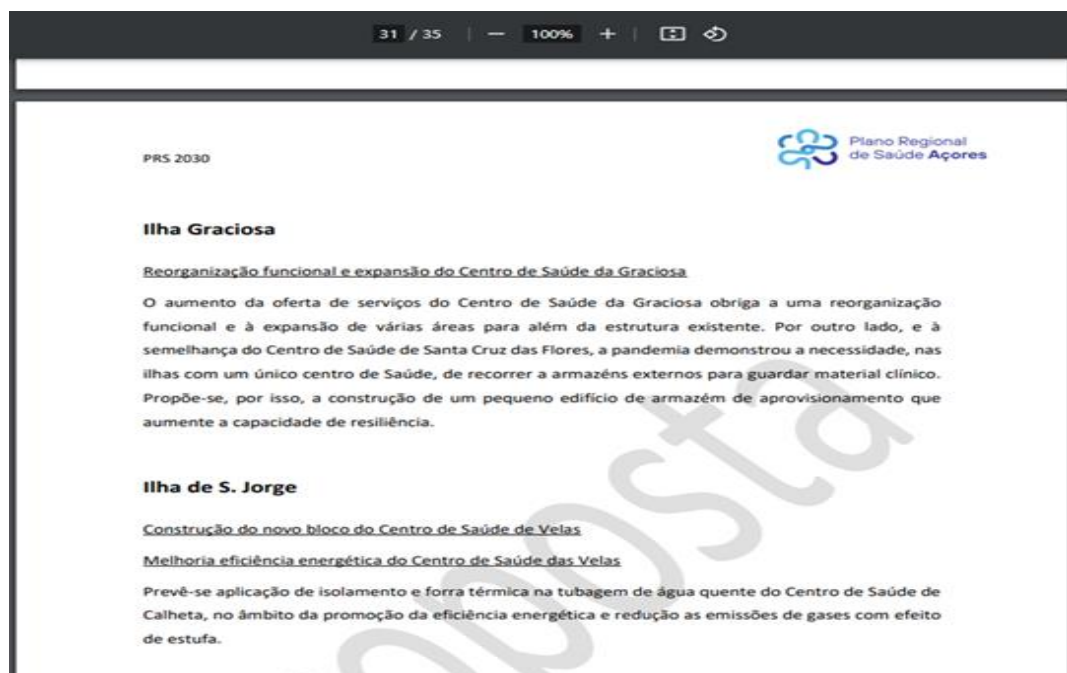 31 / 35 | — 100% + |
PRS 2030
Plano Regional
de Saúde Açores
Ilha Graciosa
Reorganização funcional e expansão do Centro de Saúde da Graciosa
O aumento da oferta de serviços do Centro de Saúde da Graciosa obriga a uma reorganização
funcional e à expansão de várias áreas para além da estrutura existente. Por outro lado, e à
semelhança do Centro de Saúde de Santa Cruz das Flores, a pandemia demonstrou a necessidade, nas
ilhas com um único centro de Saúde, de recorrer a armazéns externos para guardar material clínico.
Propõe-se, por isso, a construção de um pequeno edifício de armazém de aprovisionamento que
aumente a capacidade de resiliência.
Ilha de S. Jorge
Construção do novo bloco do Centro de Saúde de Velas
Melhoria eficiência energética do Centro de Saúde das Velas
Prevê-se aplicação de isolamento e forra térmica na tubagem de água quente do Centro de Saúde de
Calheta, no âmbito da promoção da eficiência energética e redução as emissões de gases com efeito
de estufa.